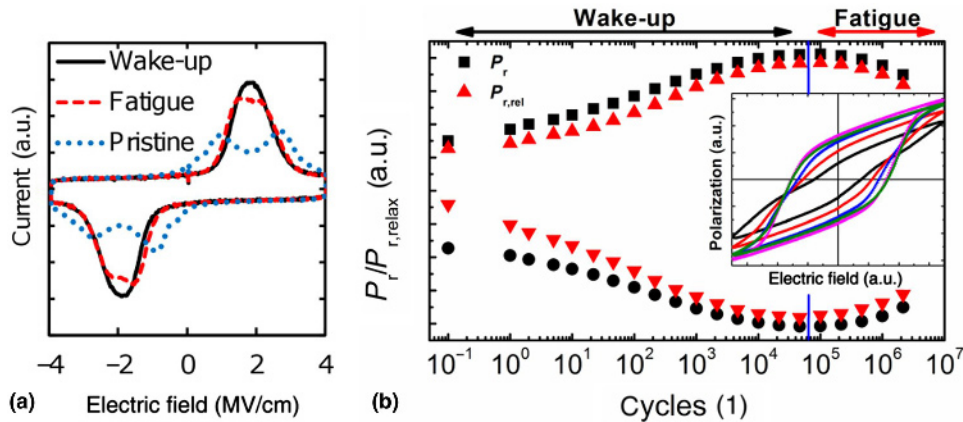 Wake-up
Fatigue
Pristine
Current (a.u.)
−4 −2 0 2 4
Electric field (MV/cm)
(a)
Wake-up Fatigue
P_r
P_r,rel
P_r/P_r,relax (a.u.)
Polarization (a.u.)
Electric field (a.u.)
10^−1 10^0 10^1 10^2 10^3 10^4 10^5 10^6 10^7
Cycles (1)
(b)